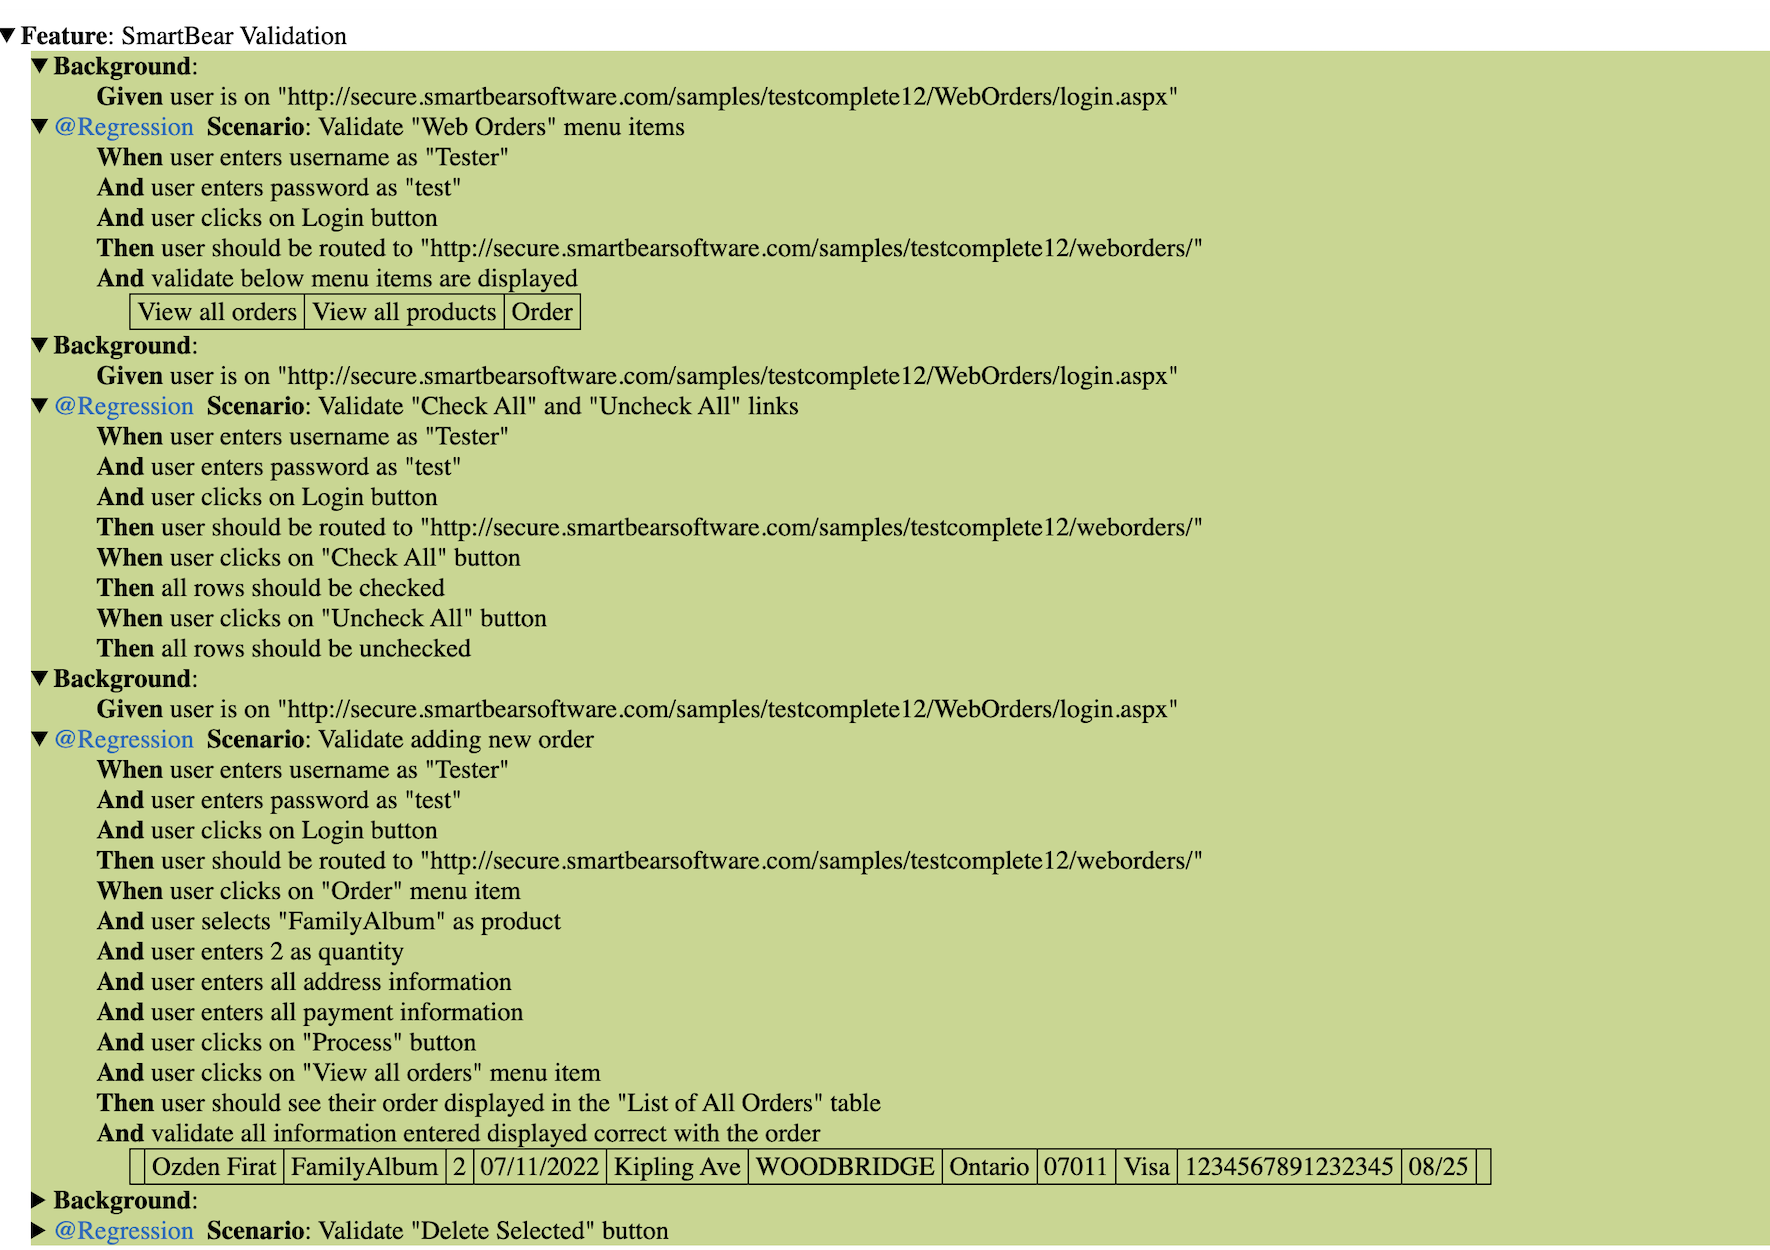 Feature: SmartBear Validation
Background:
Given user is on "http://secure.smartbearsoftware.com/samples/testcomplete12/WebOrders/login.aspx"
@Regression Scenario: Validate "Web Orders" menu items
When user enters username as "Tester"
And user enters password as "test"
And user clicks on Login button
Then user should be routed to "http://secure.smartbearsoftware.com/samples/testcomplete12/weborders/"
And validate below menu items are displayed
View all orders View all products Order
Background:
Given user is on "http://secure.smartbearsoftware.com/samples/testcomplete12/WebOrders/login.aspx"
@Regression Scenario: Validate "Check All" and "Uncheck All" links
When user enters username as "Tester"
And user enters password as "test"
And user clicks on Login button
Then user should be routed to "http://secure.smartbearsoftware.com/samples/testcomplete12/weborders/"
When user clicks on "Check All" button
Then all rows should be checked
When user clicks on "Uncheck All" button
Then all rows should be unchecked
Background:
Given user is on "http://secure.smartbearsoftware.com/samples/testcomplete12/WebOrders/login.aspx"
@Regression Scenario: Validate adding new order
When user enters username as "Tester"
And user enters password as "test"
And user clicks on Login button
Then user should be routed to "http://secure.smartbearsoftware.com/samples/testcomplete12/weborders/"
When user clicks on "Order" menu item
And user selects "FamilyAlbum" as product
And user enters 2 as quantity
And user enters all address information
And user enters all payment information
And user clicks on "Process" button
And user clicks on "View all orders" menu item
Then user should see their order displayed in the "List of All Orders" table
And validate all information entered displayed correct with the order
Ozden Firat FamilyAlbum 2 07/11/2022 Kipling Ave WOODBRIDGE Ontario 07011 Visa 1234567891232345 08/25
Background:
@Regression Scenario: Validate "Delete Selected" button